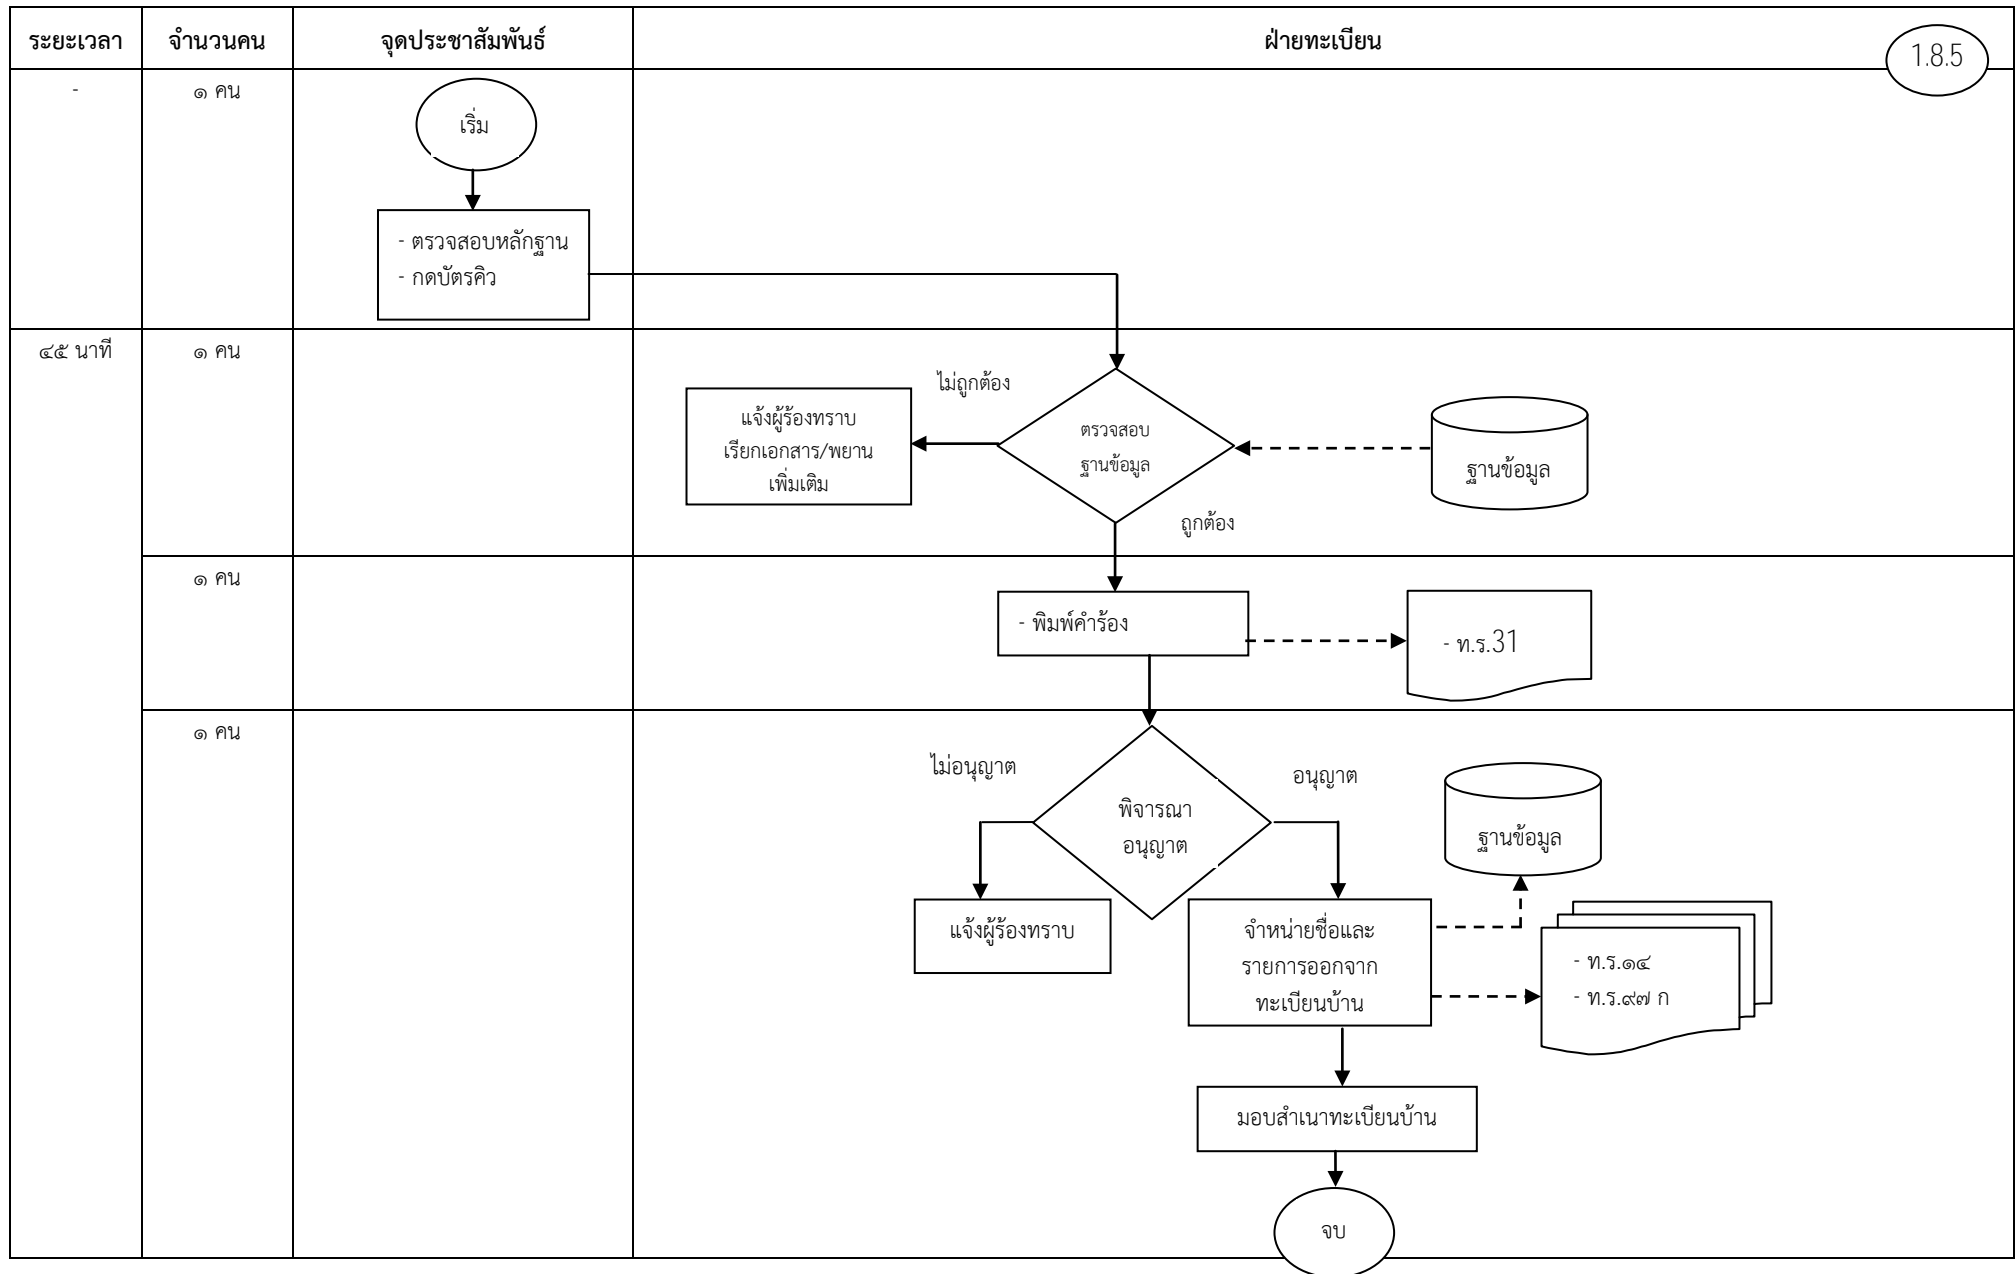 ระยะเวลา
จำนวนคน
จุดประชาสัมพันธ์
ฝ่ายทะเบียน
1.8.5
-
๑ คน
เริ่ม
- ตรวจสอบหลักฐาน
- กดบัตรคิว
๔๕ นาที
๑ คน
ไม่ถูกต้อง
แจ้งผู้ร้องทราบ
เรียกเอกสาร/พยาน
เพิ่มเติม
ตรวจสอบ
ฐานข้อมูล
ฐานข้อมูล
ถูกต้อง
๑ คน
- พิมพ์คำร้อง
- ท.ร.31
๑ คน
ไม่อนุญาต
พิจารณา
อนุญาต
อนุญาต
ฐานข้อมูล
แจ้งผู้ร้องทราบ
จำหน่ายชื่อและ
รายการออกจาก
ทะเบียนบ้าน
- ท.ร.๑๔
- ท.ร.๙๗ ก
มอบสำเนาทะเบียนบ้าน
จบ